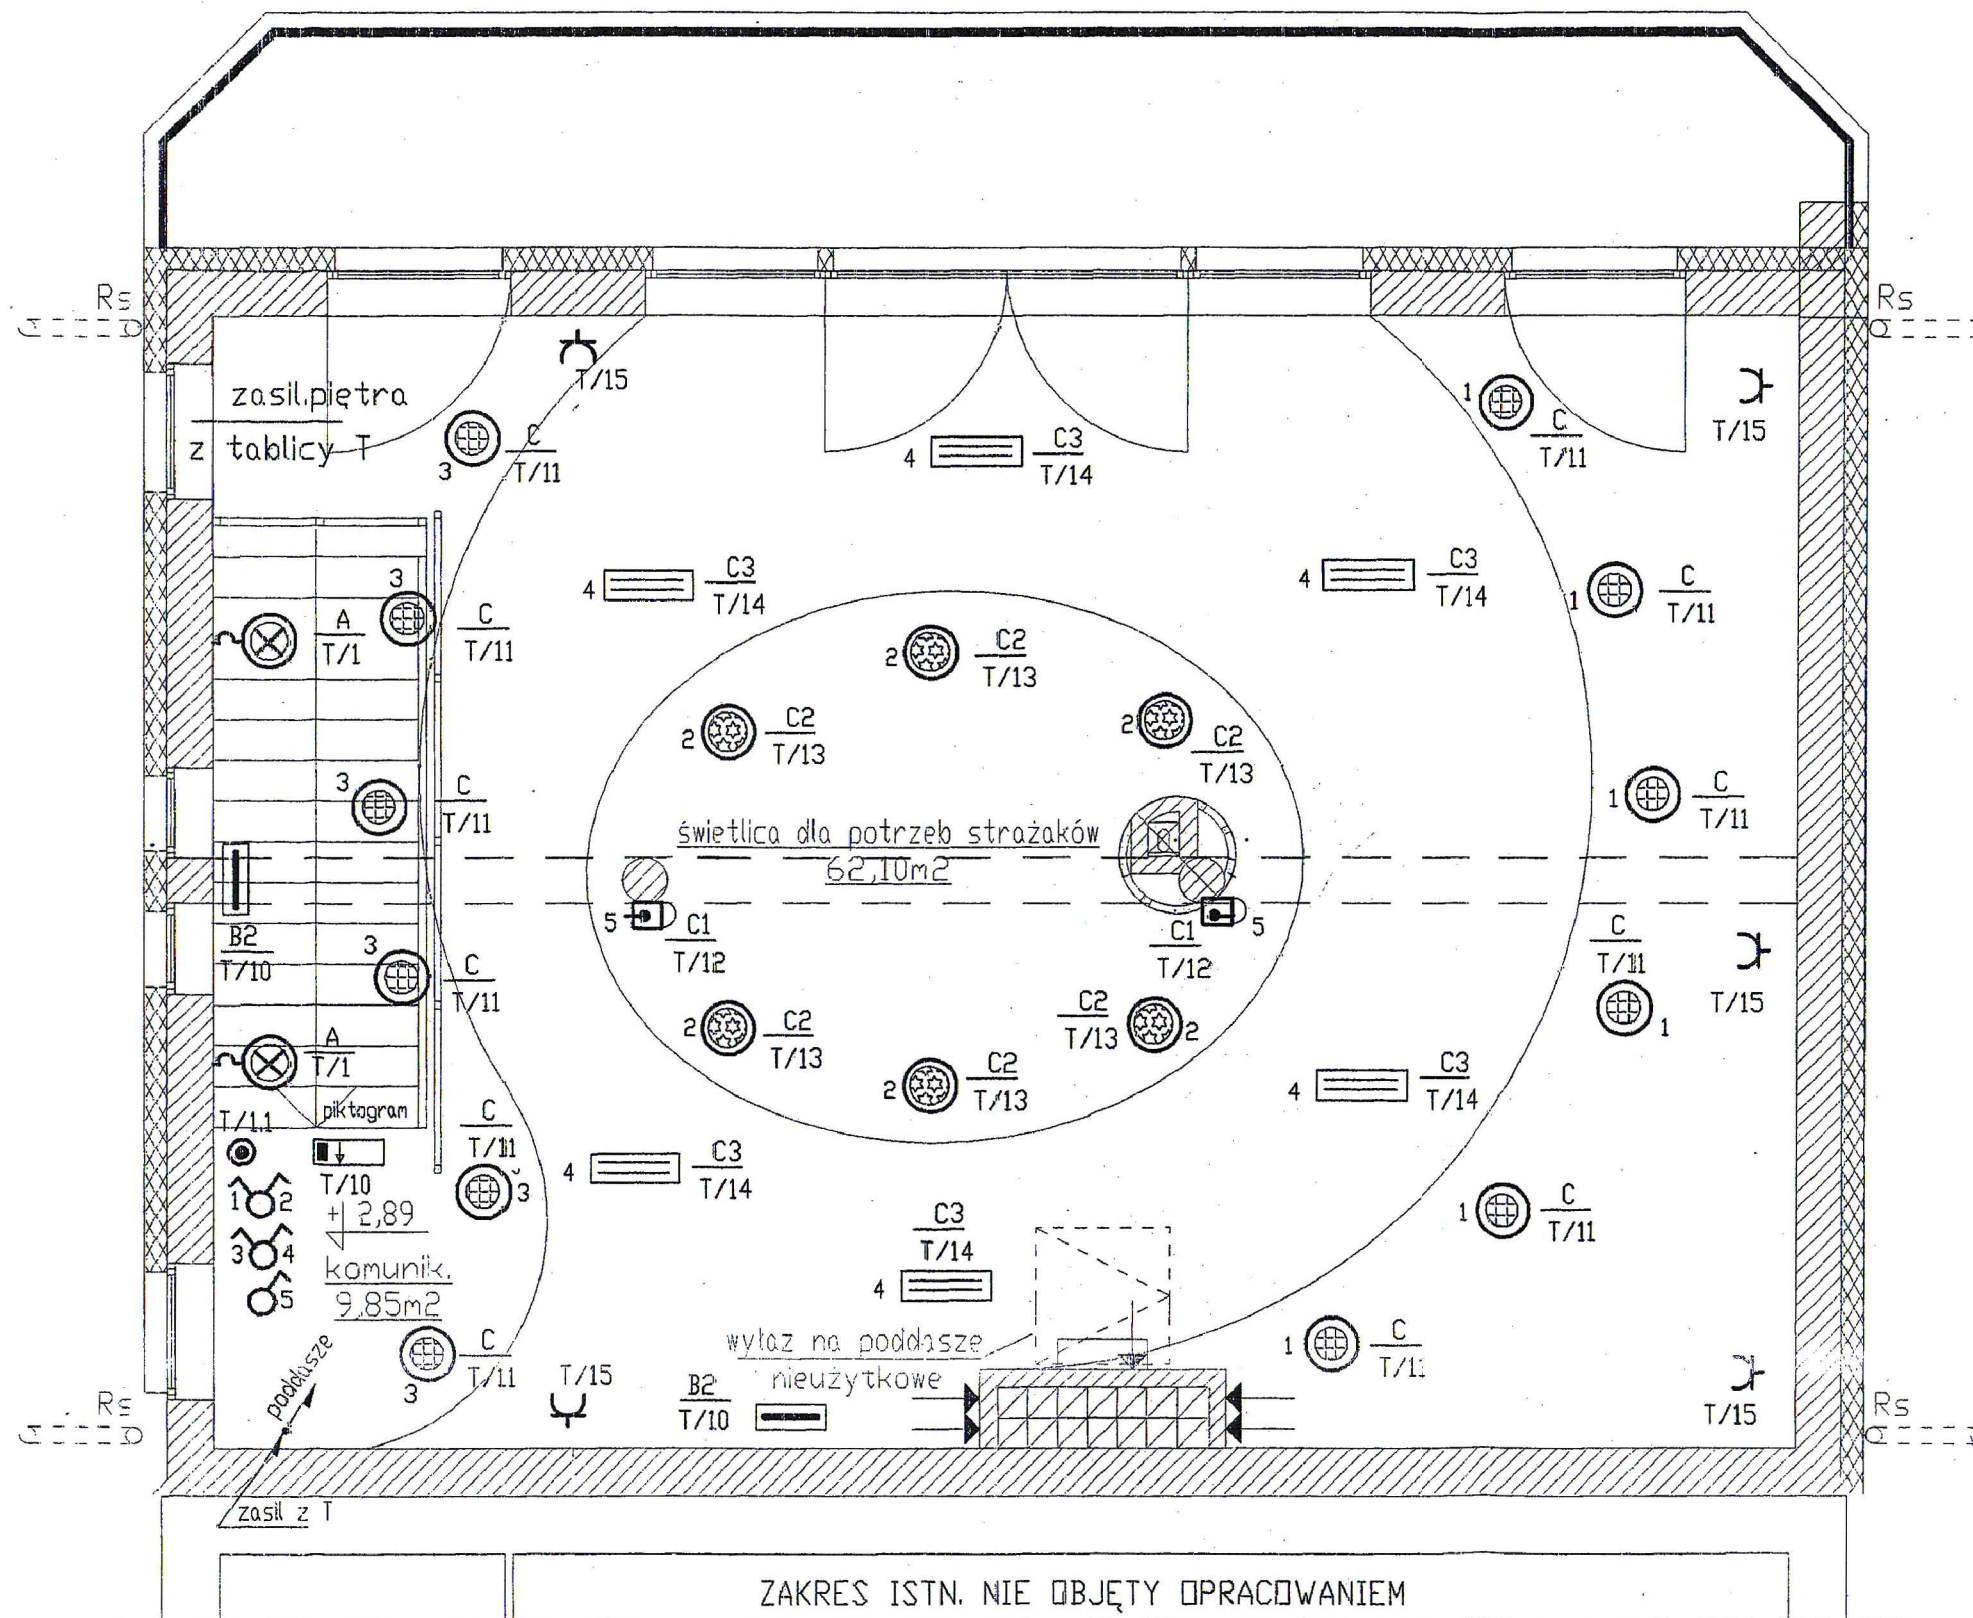 Rs
Rs
zasil.piętra
z tablicy T
T/15
3
C
T/11
4
C3
T/14
1
C
T/11
T/15
3
C
T/11
A
T/1
4
C3
T/14
4
C3
T/14
1
C
T/11
2
C2
T/13
2
C2
T/13
2
C2
T/13
3
C
T/11
1
C
T/11
świetlica dla potrzeb strażaków
62,10m2
B2
T/10
3
C
T/11
5
C1
T/12
5
C1
T/12
C
T/11
1
T/15
A
T/1
2
C2
T/13
2
C2
T/13
C2
T/13
2
4
C3
T/14
piktogram
T/1.1
T/10
C
T/11
3
4
C3
T/14
1 2
3 4
5
+ 2,89
komunik.
9,85m2
C3
T/14
4
1
C
T/11
poddasze
3
C
T/11
T/15
wyłaz na poddasze
nieużytkowe
B2
T/10
1
C
T/11
T/15
Rs
Rs
zasil z T
ZAKRES ISTN. NIE OBJĘTY OPRACOWANIEM